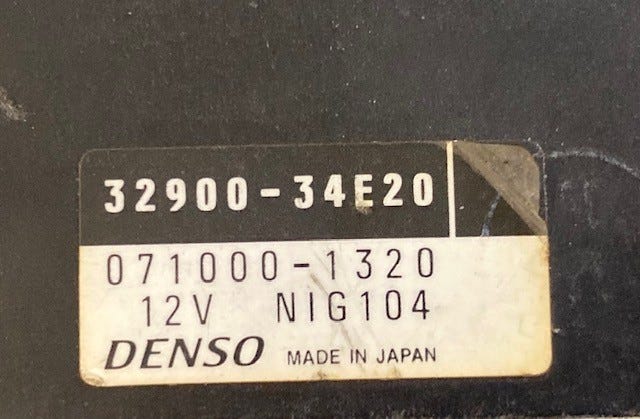 32900-34E20
071000-1320
12V NIG104
DENSO MADE IN JAPAN